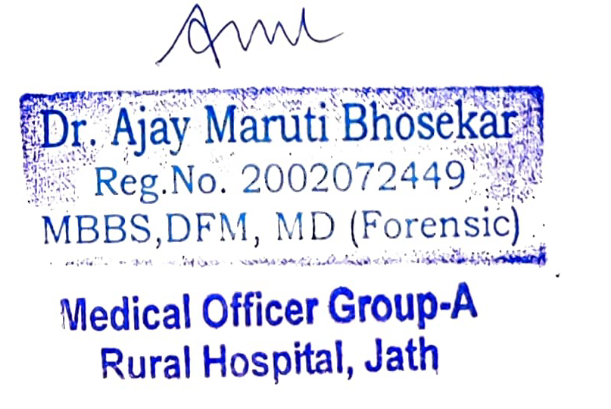 Dr. Ajay Maruti Bhosekar
Reg.No. 2002072449
MBBS,DFM, MD (Forensic)
Medical Officer Group-A
Rural Hospital, Jath